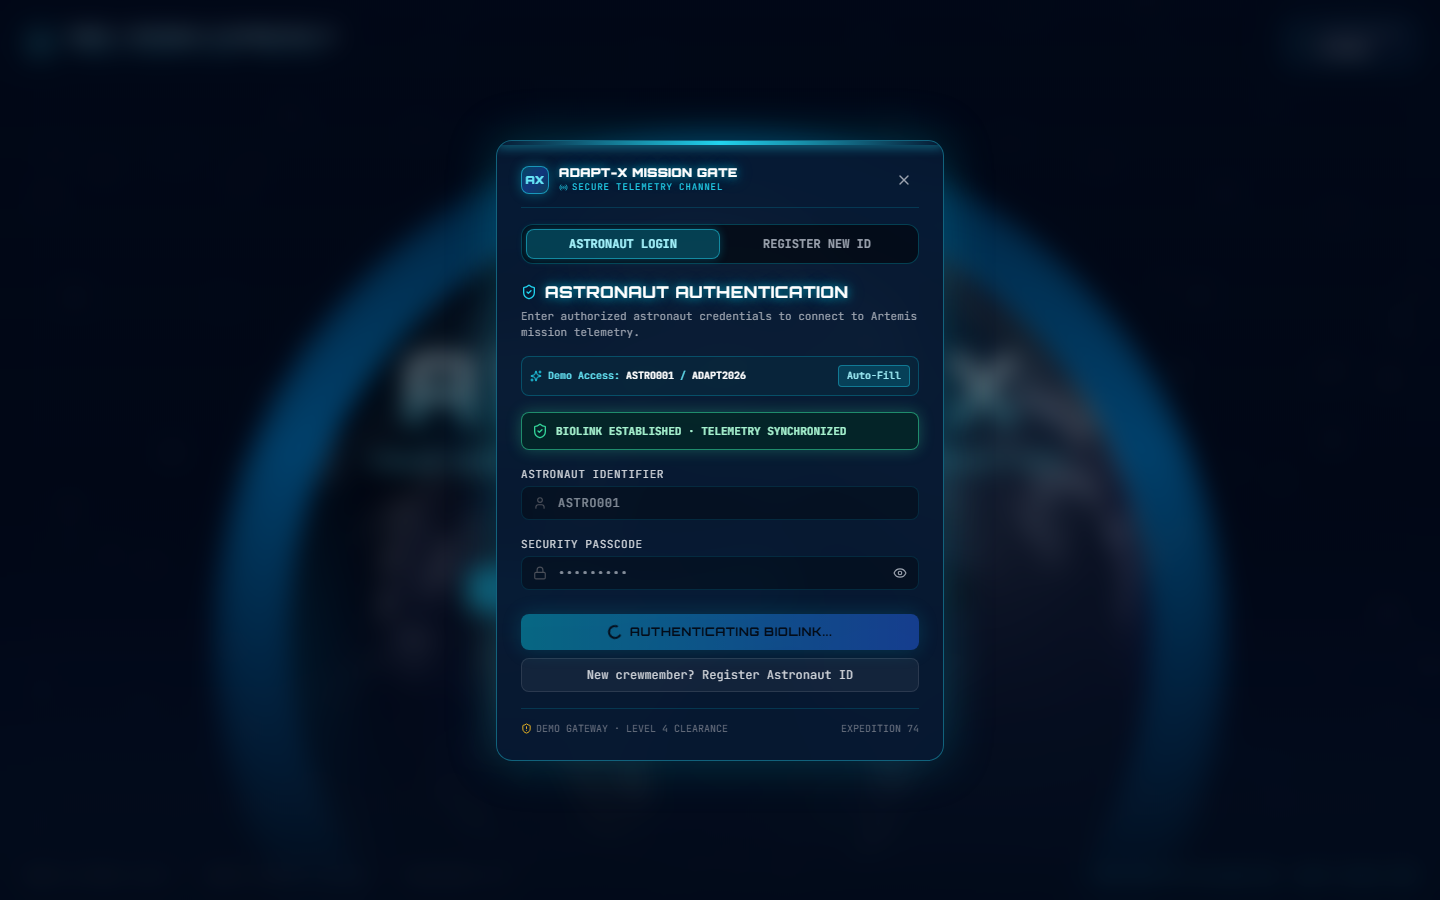 AX
ADAPT-X MISSION GATE
SECURE TELEMETRY CHANNEL
ASTRONAUT LOGIN
REGISTER NEW ID
ASTRONAUT AUTHENTICATION
Enter authorized astronaut credentials to connect to Artemis
mission telemetry.
Demo Access: ASTRO001 / ADAPT2026
Auto-Fill
BIOLINK ESTABLISHED · TELEMETRY SYNCHRONIZED
ASTRONAUT IDENTIFIER
ASTRO001
SECURITY PASSCODE
•••••••••
AUTHENTICATING BIOLINK...
New crewmember? Register Astronaut ID
DEMO GATEWAY · LEVEL 4 CLEARANCE
EXPEDITION 74